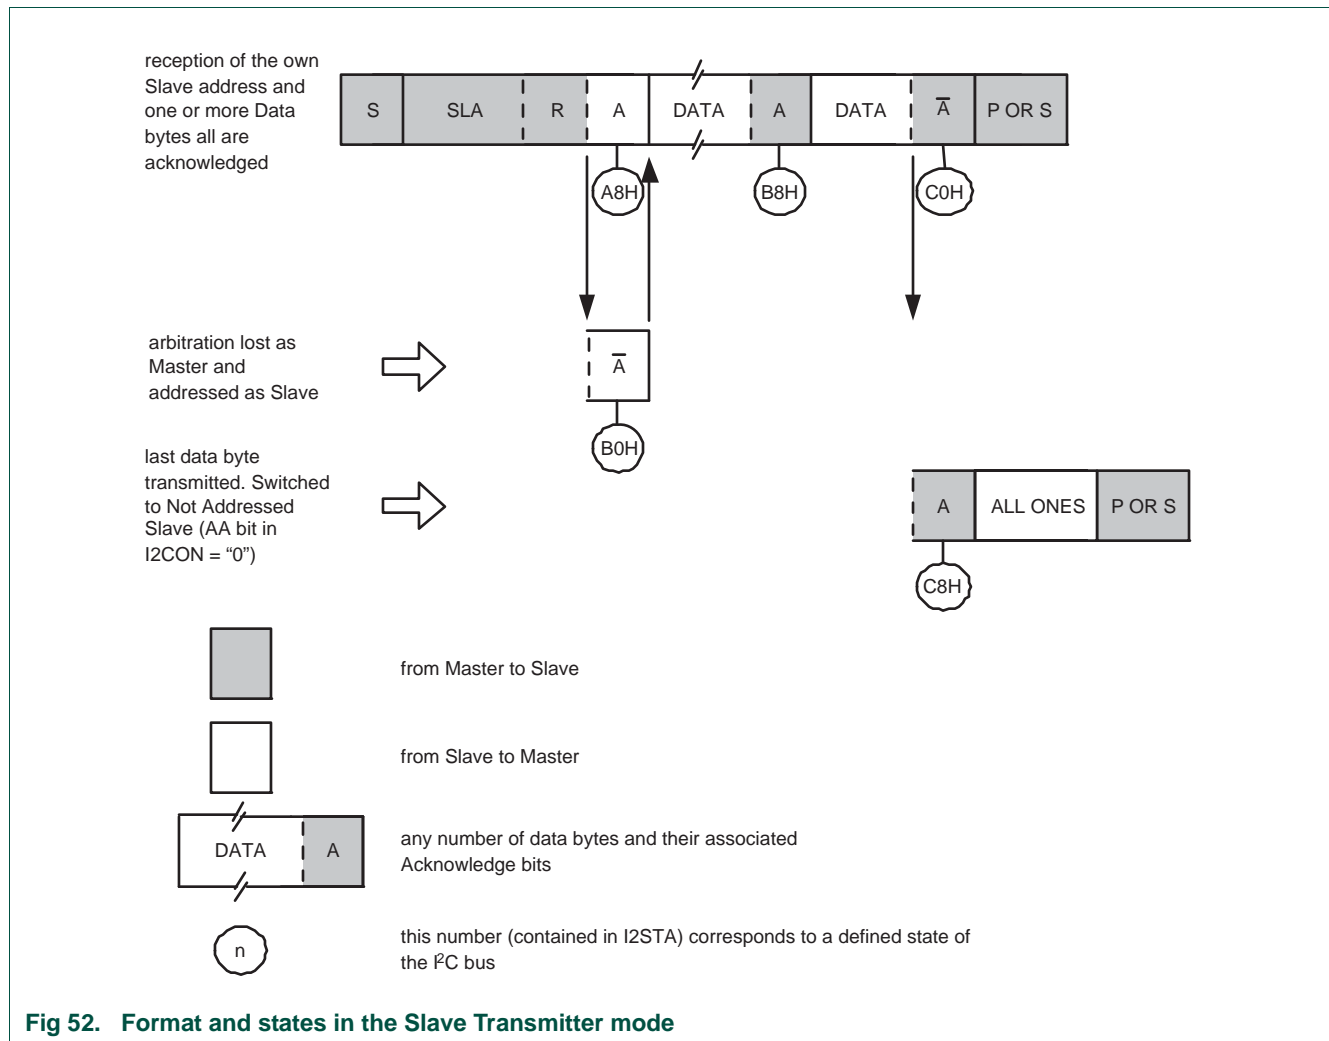 reception of the own
Slave address and
one or more Data
bytes all are
acknowledged
S SLA R A DATA A DATA A̅ P OR S
A8H B8H C0H
arbitration lost as
Master and
addressed as Slave
A̅
B0H
last data byte
transmitted. Switched
to Not Addressed
Slave (AA bit in
I2CON = “0”)
A ALL ONES P OR S
C8H
from Master to Slave
from Slave to Master
DATA A
any number of data bytes and their associated
Acknowledge bits
n
this number (contained in I2STA) corresponds to a defined state of
the I²C bus
Fig 52. Format and states in the Slave Transmitter mode